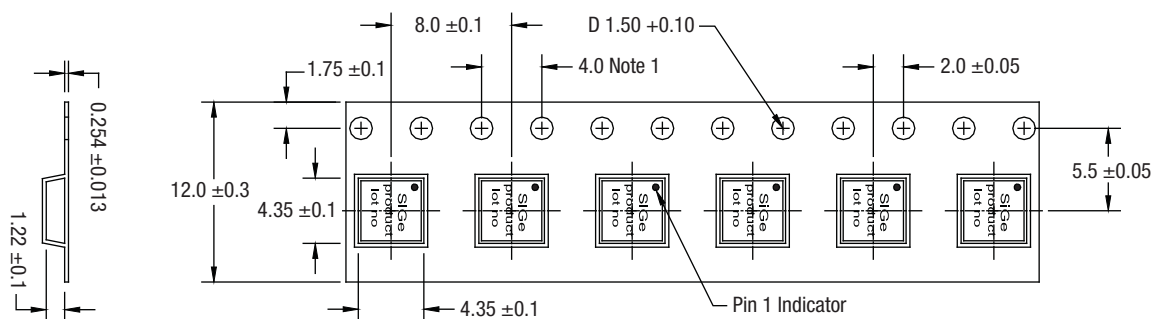 8.0 ±0.1
D 1.50 +0.10
1.75 ±0.1
4.0 Note 1
2.0 ±0.05
0.254 ±0.013
12.0 ±0.3
4.35 ±0.1
5.5 ±0.05
1.22 ±0.1
SiGe
product
lot no
SiGe
product
lot no
SiGe
product
lot no
SiGe
product
lot no
SiGe
product
lot no
SiGe
product
lot no
4.35 ±0.1
Pin 1 Indicator